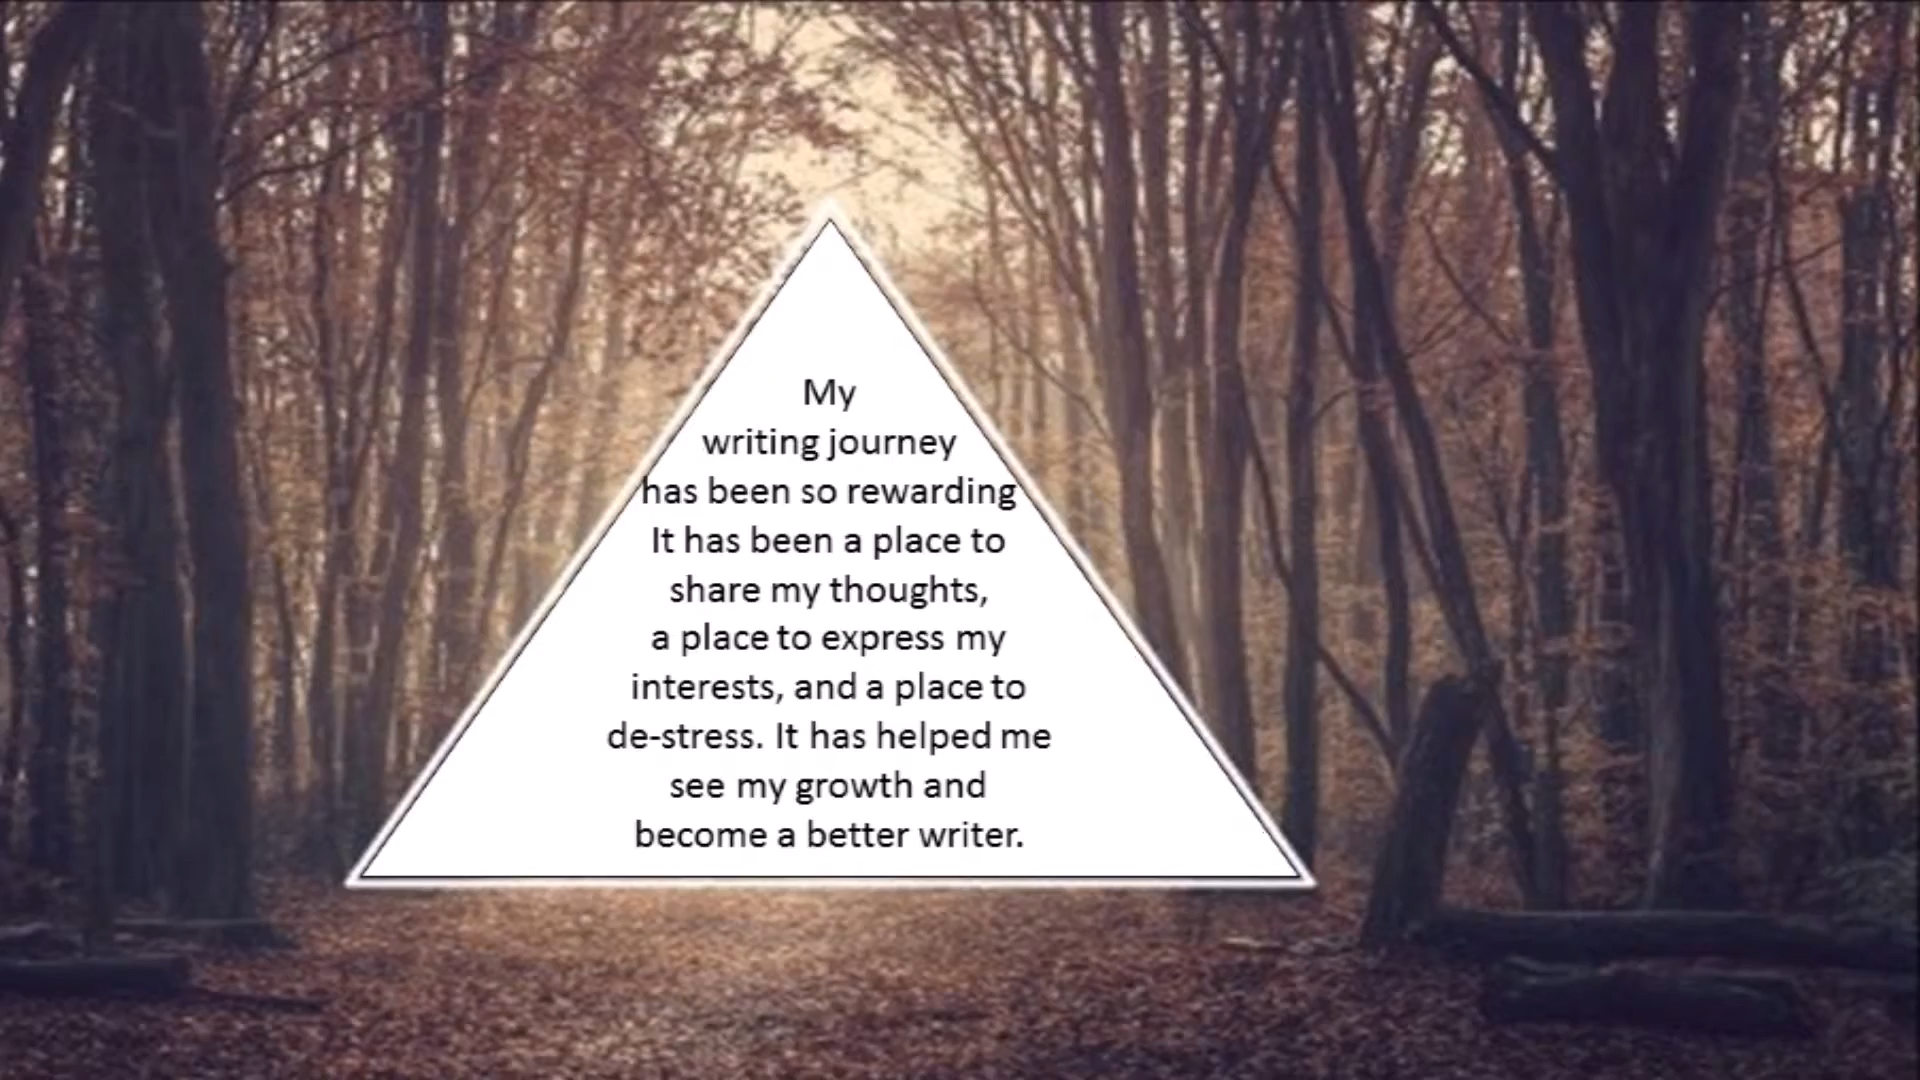 My
writing journey
has been so rewarding
It has been a place to
share my thoughts,
a place to express my
interests, and a place to
de-stress. It has helped me
see my growth and
become a better writer.